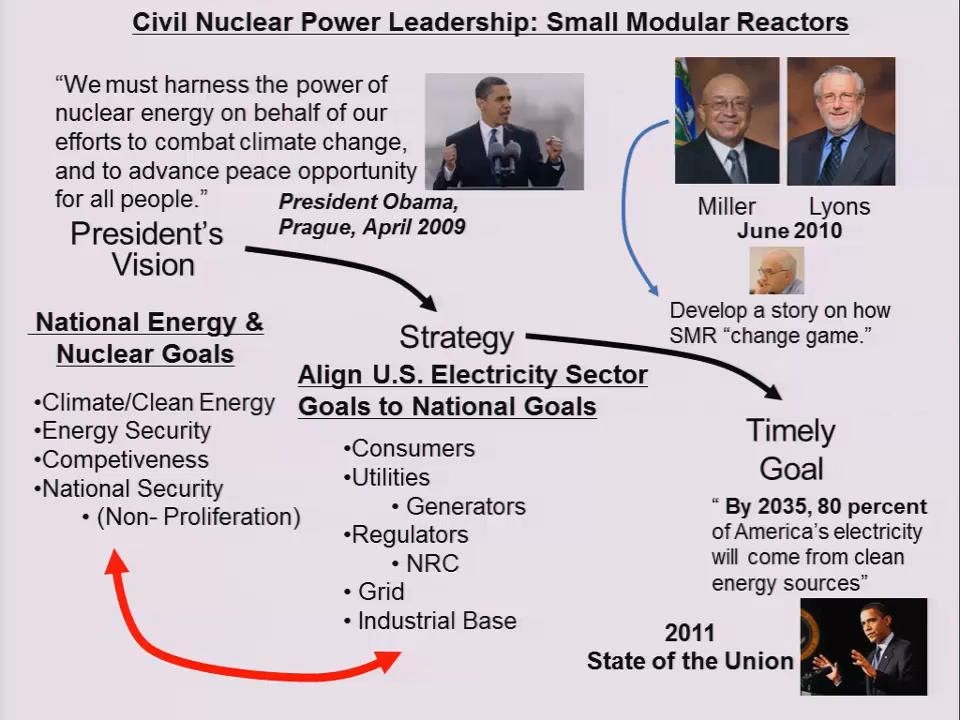 Civil Nuclear Power Leadership: Small Modular Reactors
“We must harness the power of
nuclear energy on behalf of our
efforts to combat climate change,
and to advance peace opportunity
for all people.”
President Obama,
Prague, April 2009
Miller Lyons
June 2010
Develop a story on how
SMR “change game.”
President’s
Vision
National Energy &
Nuclear Goals
•Climate/Clean Energy
•Energy Security
•Competiveness
•National Security
• (Non- Proliferation)
Strategy
Align U.S. Electricity Sector
Goals to National Goals
•Consumers
•Utilities
• Generators
•Regulators
• NRC
• Grid
• Industrial Base
Timely
Goal
“ By 2035, 80 percent
of America’s electricity
will come from clean
energy sources”
2011
State of the Union